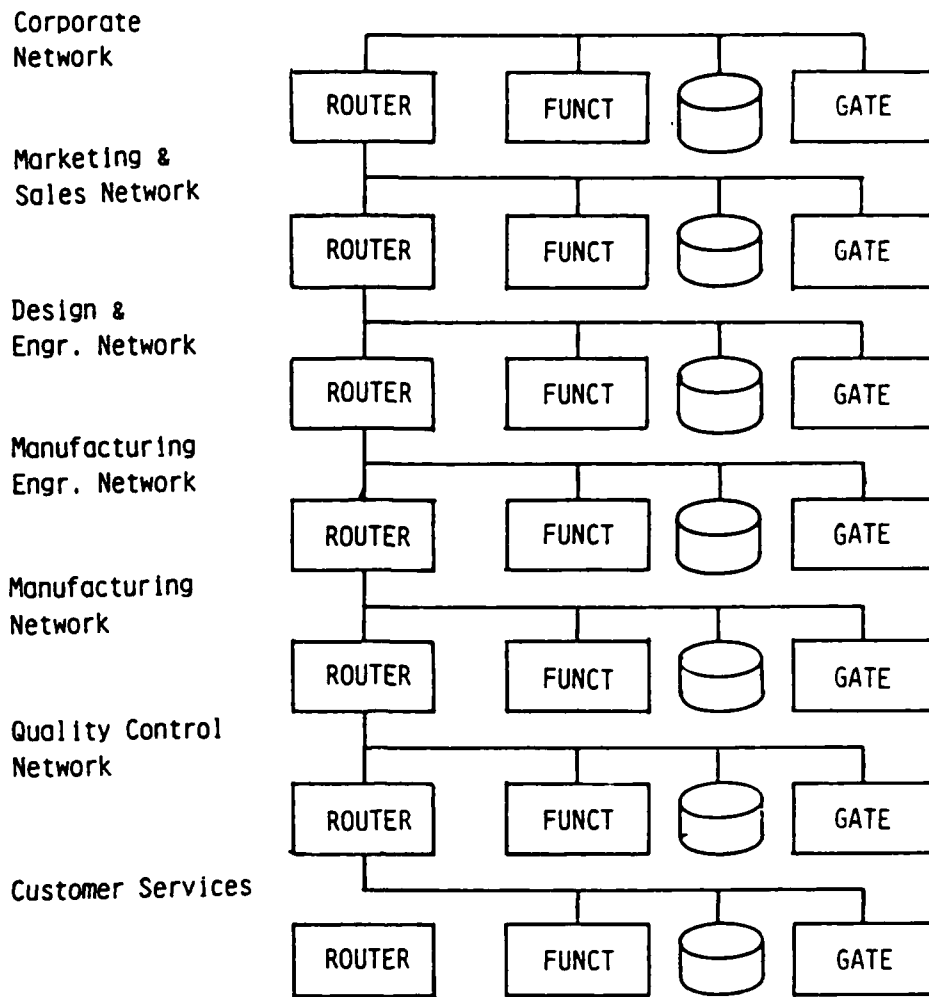 Corporate
Network
ROUTER FUNCT GATE
Marketing &
Sales Network
ROUTER FUNCT GATE
Design &
Engr. Network
ROUTER FUNCT GATE
Manufacturing
Engr. Network
ROUTER FUNCT GATE
Manufacturing
Network
ROUTER FUNCT GATE
Quality Control
Network
ROUTER FUNCT GATE
Customer Services
ROUTER FUNCT GATE